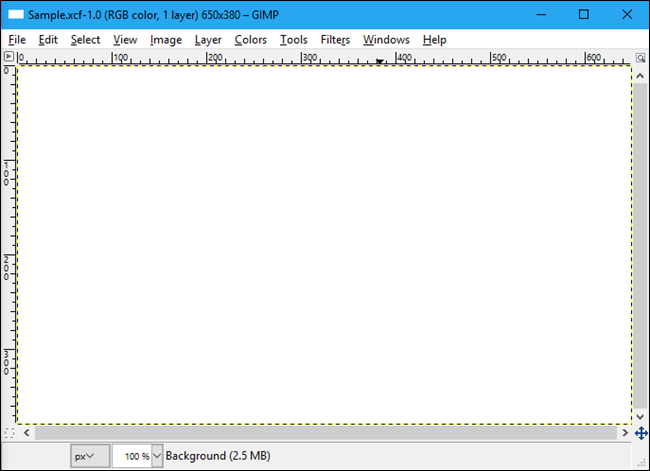 Sample.xcf-1.0 (RGB color, 1 layer) 650x380 – GIMP
File Edit Select View Image Layer Colors Tools Filters Windows Help
0 100 200 300 400 500 600
0
100
200
300
px 100 % Background (2.5 MB)